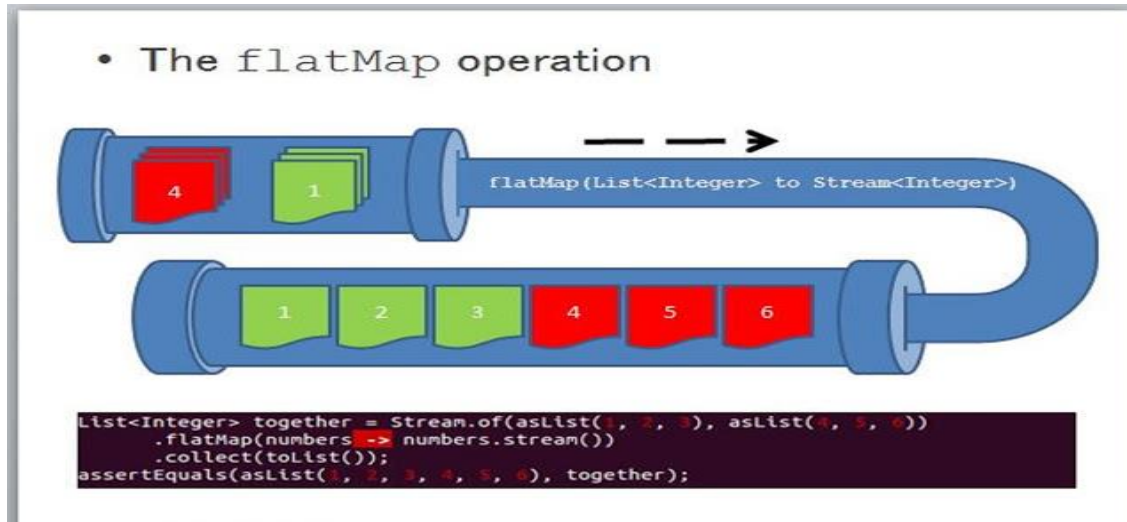 • The flatMap operation
4 1
flatMap(List<Integer> to Stream<Integer>)
1 2 3 4 5 6
List<Integer> together = Stream.of(asList(1, 2, 3), asList(4, 5, 6))
.flatMap(numbers -> numbers.stream())
.collect(toList());
assertEquals(asList(1, 2, 3, 4, 5, 6), together);